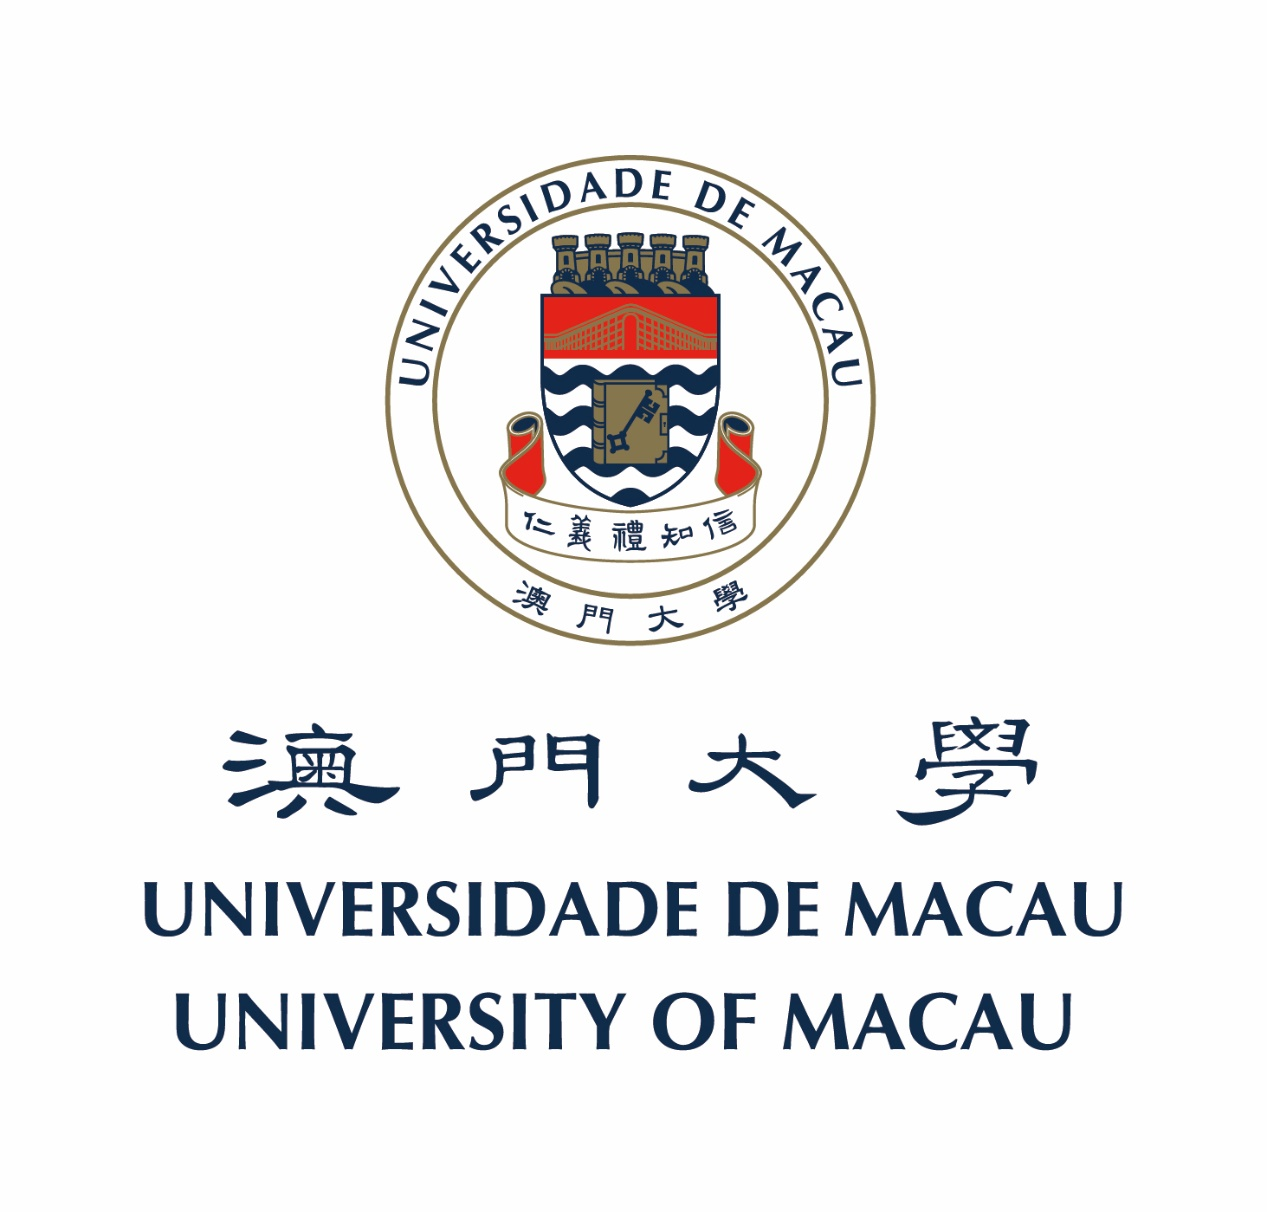 UNIVERSIDADE DE MACAU
仁義禮知信
澳門大學
澳門大學
UNIVERSIDADE DE MACAU
UNIVERSITY OF MACAU